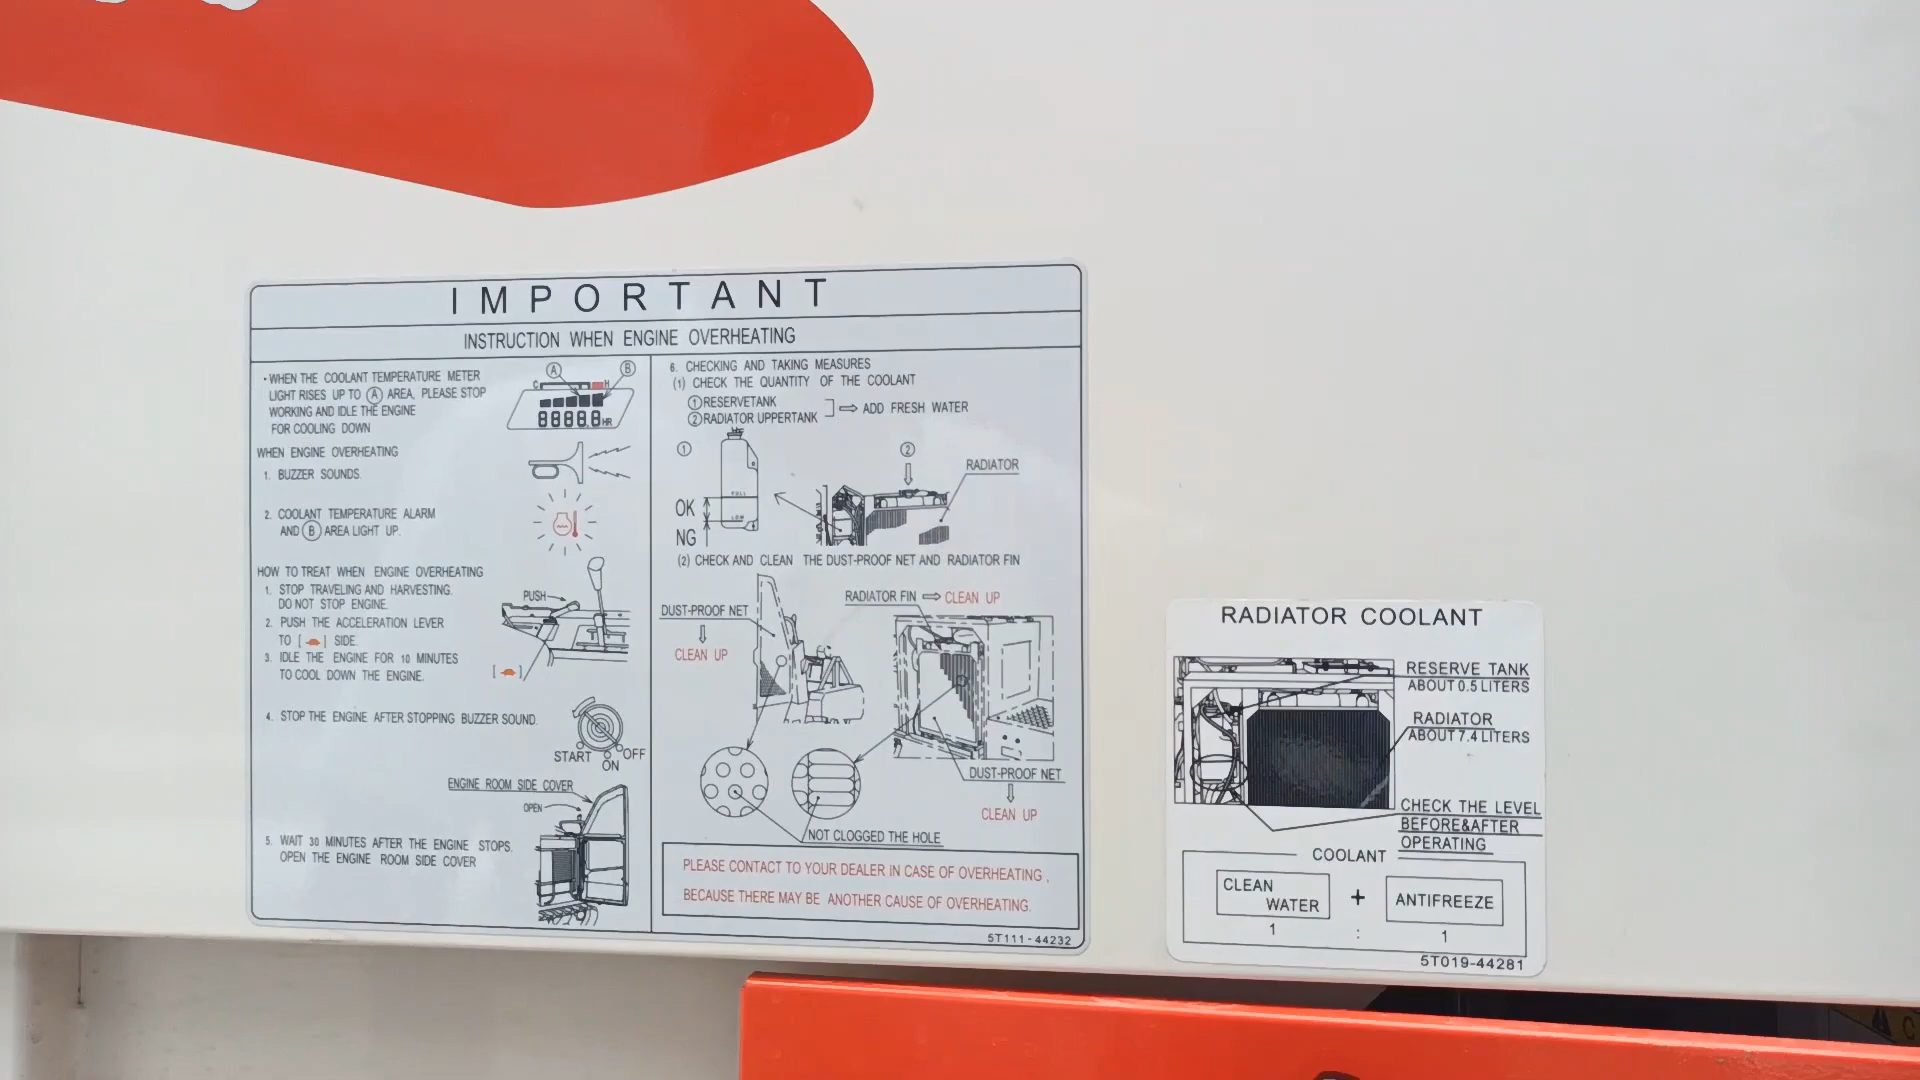 IMPORTANT
INSTRUCTION WHEN ENGINE OVERHEATING
•WHEN THE COOLANT TEMPERATURE METER
LIGHT RISES UP TO Ⓐ AREA, PLEASE STOP
WORKING AND IDLE THE ENGINE
FOR COOLING DOWN
Ⓐ Ⓑ
C H
8888.8HR
WHEN ENGINE OVERHEATING
1. BUZZER SOUNDS.
2. COOLANT TEMPERATURE ALARM
AND Ⓑ AREA LIGHT UP.
HOW TO TREAT WHEN ENGINE OVERHEATING
1. STOP TRAVELING AND HARVESTING.
DO NOT STOP ENGINE.
2. PUSH THE ACCELERATION LEVER
TO [ ] SIDE.
3. IDLE THE ENGINE FOR 10 MINUTES
TO COOL DOWN THE ENGINE.
PUSH
[ ]
4. STOP THE ENGINE AFTER STOPPING BUZZER SOUND.
START ON OFF
ENGINE ROOM SIDE COVER
OPEN
5. WAIT 30 MINUTES AFTER THE ENGINE STOPS.
OPEN THE ENGINE ROOM SIDE COVER
6. CHECKING AND TAKING MEASURES
(1) CHECK THE QUANTITY OF THE COOLANT
①RESERVETANK
②RADIATOR UPPERTANK
⇨ ADD FRESH WATER
① ②
RADIATOR
FULL
OK
LOW
NG
(2) CHECK AND CLEAN THE DUST-PROOF NET AND RADIATOR FIN
RADIATOR FIN ⇨ CLEAN UP
DUST-PROOF NET
CLEAN UP
DUST-PROOF NET
CLEAN UP
NOT CLOGGED THE HOLE
PLEASE CONTACT TO YOUR DEALER IN CASE OF OVERHEATING,
BECAUSE THERE MAY BE ANOTHER CAUSE OF OVERHEATING.
5T111-44232
RADIATOR COOLANT
RESERVE TANK
ABOUT 0.5 LITERS
RADIATOR
ABOUT 7.4 LITERS
CHECK THE LEVEL
BEFORE&AFTER
OPERATING
COOLANT
CLEAN
WATER
+ ANTIFREEZE
1 : 1
5T019-44281